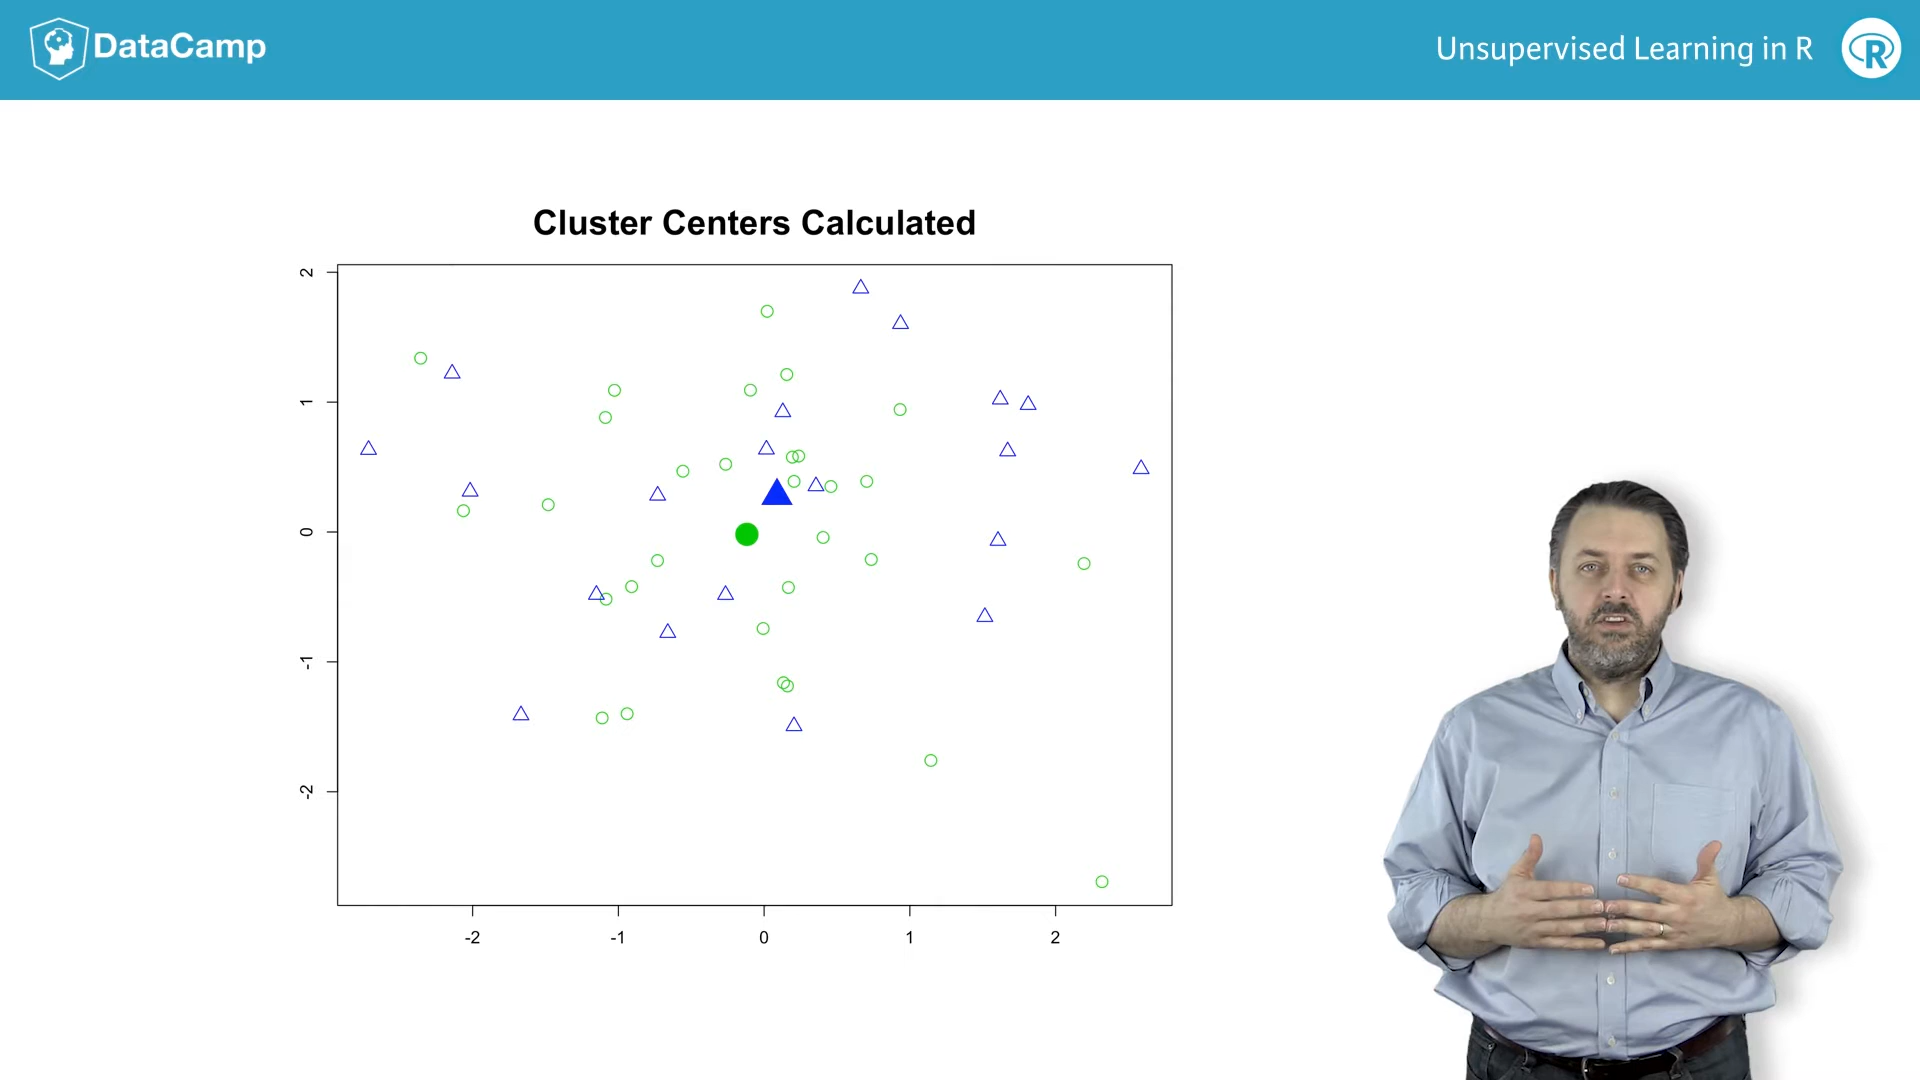 DataCamp
Unsupervised Learning in R
R
Cluster Centers Calculated
2
1
0
-1
-2
-2 -1 0 1 2